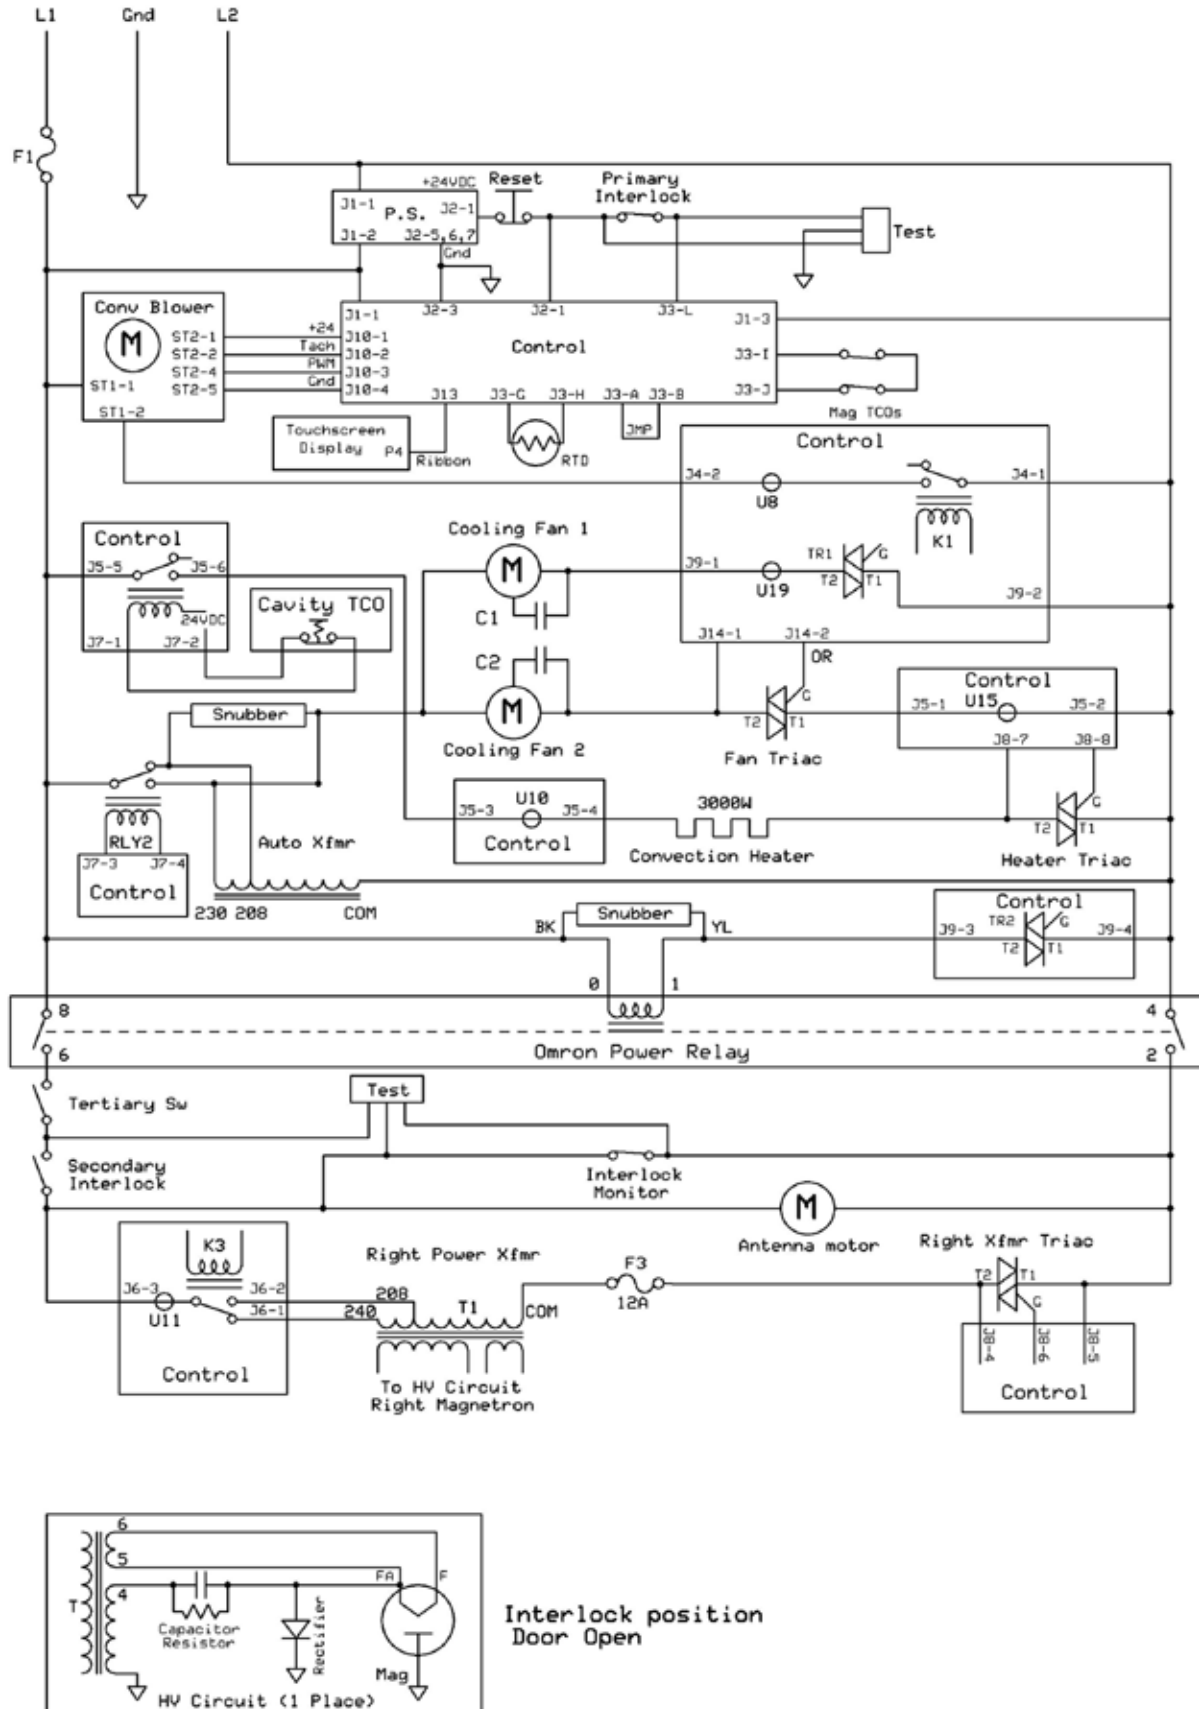 L1 Gnd L2
F1
+24VDC Reset Primary
Interlock
J1-1 P.S. J2-1
J1-2 J2-5,6,7
Gnd
Test
Conv Blower
M
ST2-1 +24 J10-1
ST2-2 Tach J10-2
ST2-4 PWM J10-3
ST2-5 Gnd J10-4
ST1-1
ST1-2
J1-1 J2-3 J2-1 J3-L J1-3
Control
J3-I
J3-J
J13 J3-G J3-H J3-A J3-B
JMP
Mag TCOs
Touchscreen
Display P4
Ribbon
RTD
Control
J4-2 U8 J4-1
K1
TR1 G
J9-1 U19 T2 T1
J9-2
J14-1 J14-2
OR
Cooling Fan 1
M
C1
C2
M
Cooling Fan 2
Control
J5-5 J5-6
24VDC
J7-1 J7-2
Cavity TCO
Snubber
G
T2 T1
Fan Triac
Control
J5-1 U15 J5-2
J8-7 J8-8
RLY2
J7-3 J7-4
Control
Auto Xfmr
230 208 COM
J5-3 U10 J5-4
Control
3000W
Convection Heater
G
T2 T1
Heater Triac
BK Snubber YL
Control
TR2 G
J9-3 T2 T1 J9-4
0 1
8 4
6 Omron Power Relay 2
Tertiary Sw
Test
Secondary
Interlock
Interlock
Monitor
M
Antenna motor
K3
J6-3 J6-2
U11 J6-1
Control
Right Power Xfmr
208
240 T1 COM
To HV Circuit
Right Magnetron
F3
12A
Right Xfmr Triac
T2 T1
G
J8-4 J8-6 J8-5
Control
6
5
T 4
Capacitor
Resistor
Rectifier
FA F
Mag
HV Circuit (1 Place)
Interlock position
Door Open